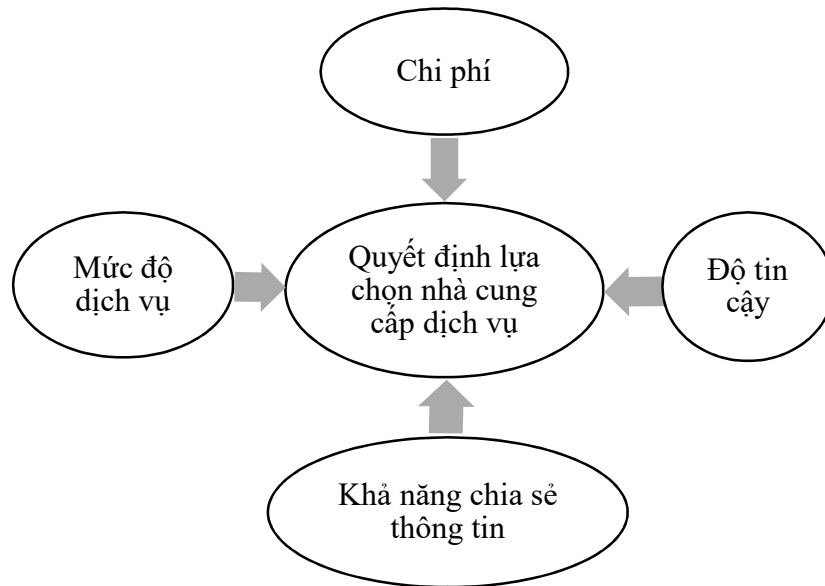 Chi phí
Mức độ
dịch vụ
Quyết định lựa
chọn nhà cung
cấp dịch vụ
Độ tin
cậy
Khả năng chia sẻ
thông tin